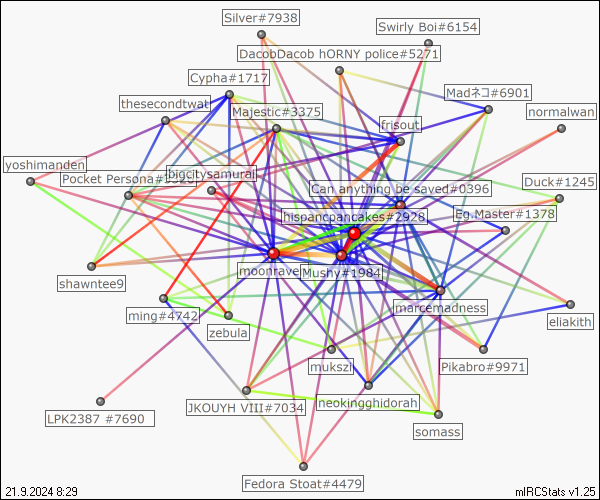 Silver#7938
Swirly Boi#6154
DacobDacob hORNY police#5271
Cypha#1717
Madネコ#6901
thesecondtwat
Majestic#3375
normalwan
frisout
yoshimanden
Pocket Persona#
bigcitysamurai
Duck#1245
Can anything be saved#0396
hispancpancakes#2928
Eg.Master#1378
moonrave
Mushy#1984
shawntee9
marcemadness
ming#4742
zebula
eliakith
mukszl
Pikabro#9971
LPK2387 #7690
JKOUYH VIII#7034
neokingghidorah
somass
Fedora Stoat#4479
21.9.2024 8:29
mIRCStats v1.25